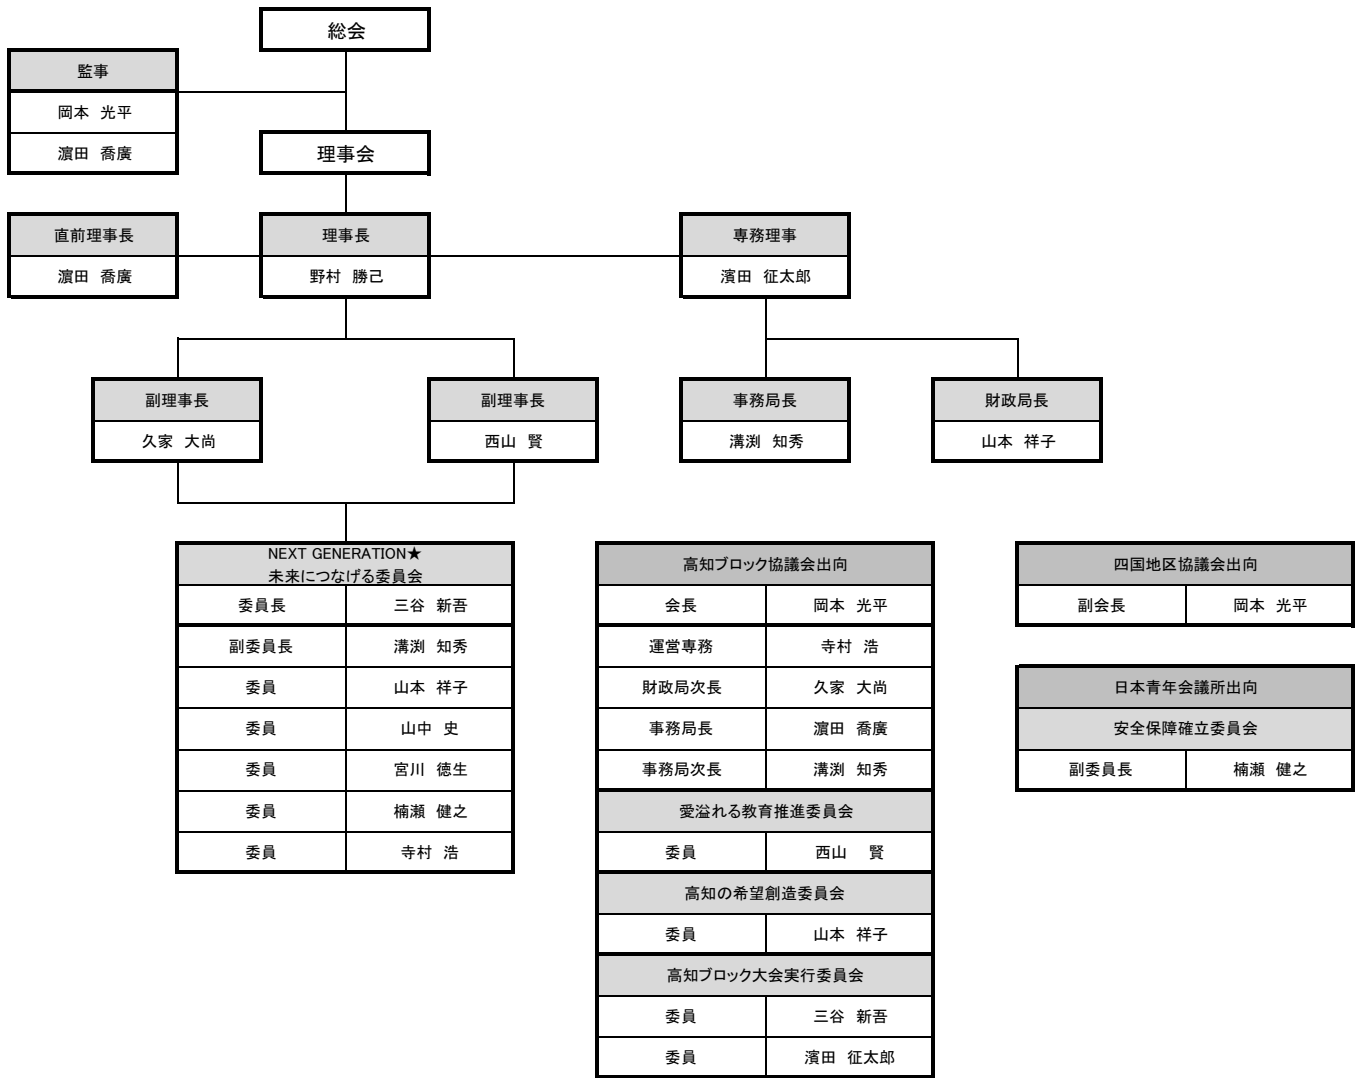 総会
監事
岡本 光平
濵田 喬廣
理事会
直前理事長
濵田 喬廣
理事長
野村 勝己
専務理事
濱田 征太郎
副理事長
久家 大尚
副理事長
西山 賢
事務局長
溝渕 知秀
財政局長
山本 祥子
NEXT GENERATION★
未来につなげる委員会
委員長 三谷 新吾
副委員長 溝渕 知秀
委員 山本 祥子
委員 山中 史
委員 宮川 徳生
委員 楠瀬 健之
委員 寺村 浩
高知ブロック協議会出向
会長 岡本 光平
運営専務 寺村 浩
財政局次長 久家 大尚
事務局長 濵田 喬廣
事務局次長 溝渕 知秀
愛溢れる教育推進委員会
委員 西山 賢
高知の希望創造委員会
委員 山本 祥子
高知ブロック大会実行委員会
委員 三谷 新吾
委員 濱田 征太郎
四国地区協議会出向
副会長 岡本 光平
日本青年会議所出向
安全保障確立委員会
副委員長 楠瀬 健之